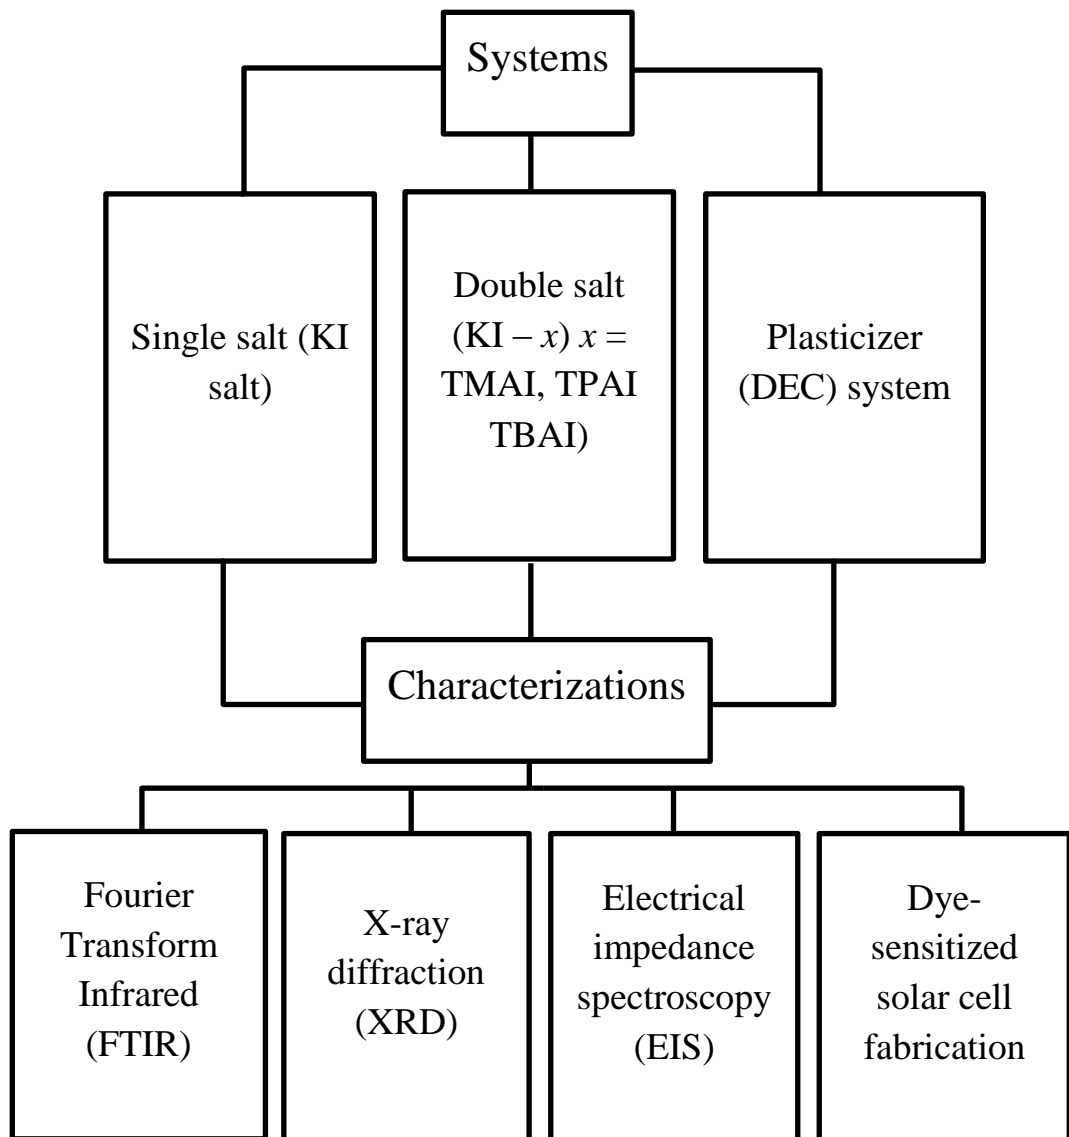 Systems
Single salt (KI
salt)
Double salt
(KI – x) x =
TMAI, TPAI
TBAI)
Plasticizer
(DEC) system
Characterizations
Fourier
Transform
Infrared
(FTIR)
X-ray
diffraction
(XRD)
Electrical
impedance
spectroscopy
(EIS)
Dye-
sensitized
solar cell
fabrication